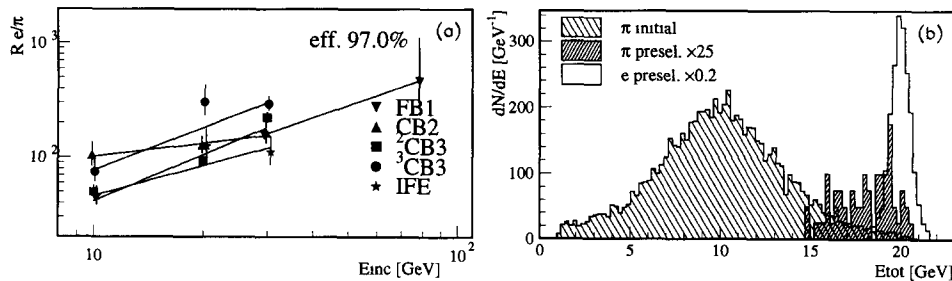 R e/π
10³
10²
eff. 97.0%
(a)
FB1
CB2
²CB3
³CB3
IFE
10
10²
Einc [GeV]
dN/dE [GeV⁻¹]
300
200
100
0
π initial
π presel. ×25
e presel. ×0.2
(b)
0
5
10
15
20
Etot [GeV]